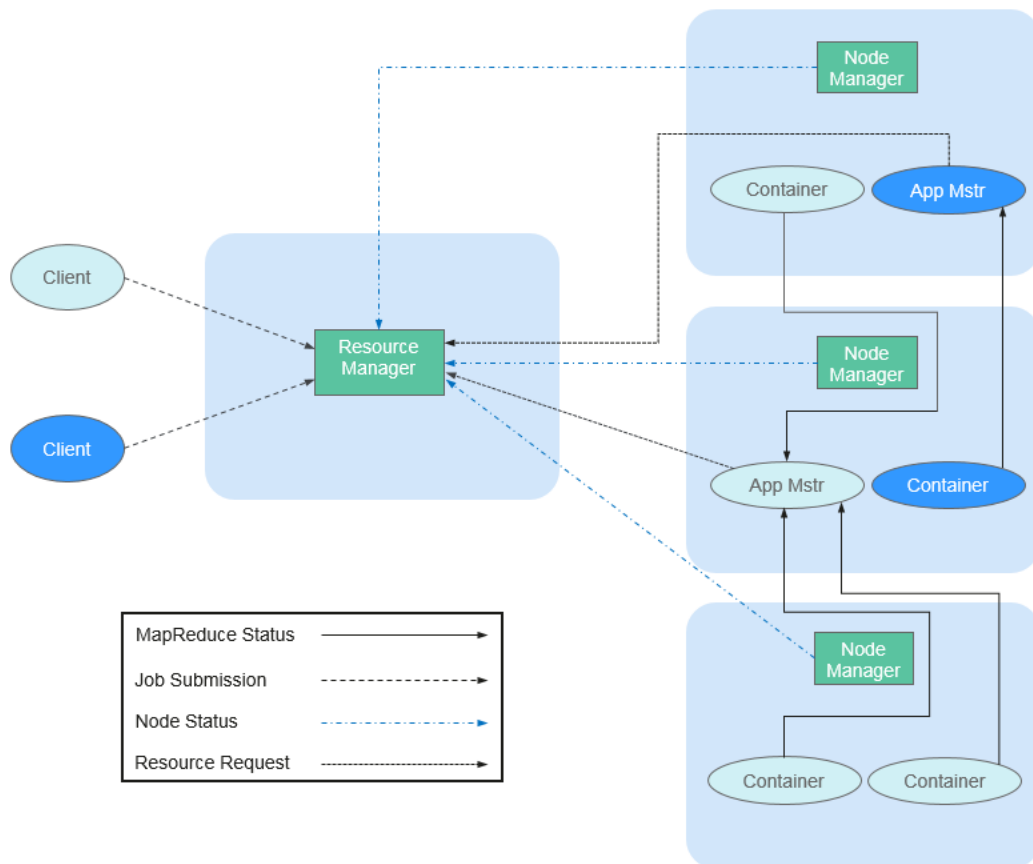 Node
Manager
Container
App Mstr
Client
Resource
Manager
Node
Manager
Client
App Mstr
Container
MapReduce Status
Job Submission
Node Status
Resource Request
Node
Manager
Container
Container